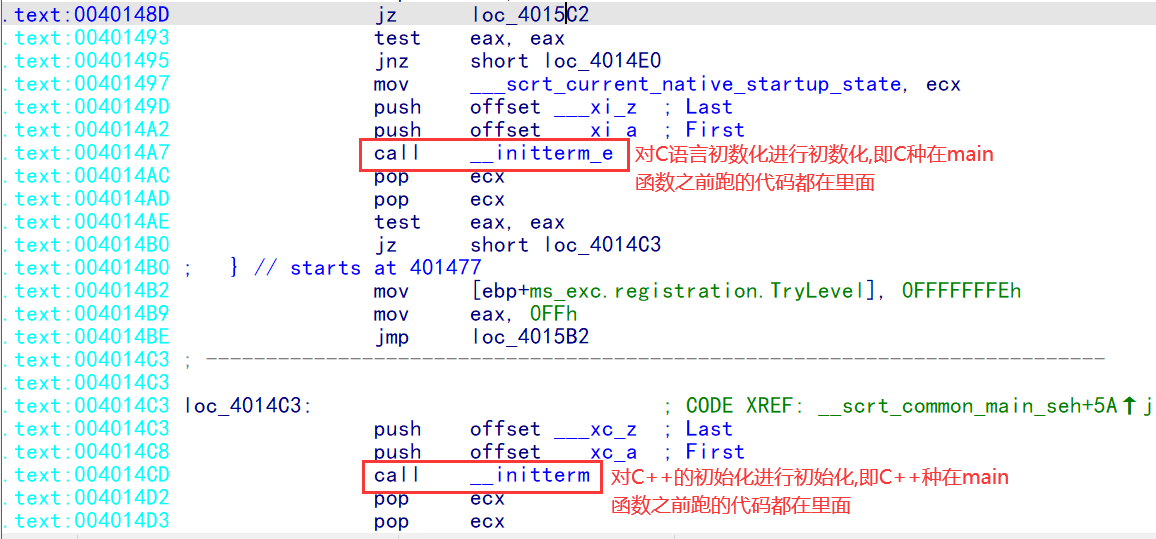 .text:0040148D jz loc_4015C2
.text:00401493 test eax, eax
.text:00401495 jnz short loc_4014E0
.text:00401497 mov ___scrt_current_native_startup_state, ecx
.text:0040149D push offset ___xi_z ; Last
.text:004014A2 push offset ___xi_a ; First
.text:004014A7 call __initterm_e 对C语言初数化进行初数化,即C种在main
.text:004014AC pop ecx 函数之前跑的代码都在里面
.text:004014AD pop ecx
.text:004014AE test eax, eax
.text:004014B0 jz short loc_4014C3
.text:004014B0 ; } // starts at 401477
.text:004014B2 mov [ebp+ms_exc.registration.TryLevel], 0FFFFFFFEh
.text:004014B9 mov eax, 0FFh
.text:004014BE jmp loc_4015B2
.text:004014C3 ; ---------------------------------------------------------------------------
.text:004014C3
.text:004014C3 loc_4014C3: ; CODE XREF: __scrt_common_main_seh+5A↑j
.text:004014C3 push offset ___xc_z ; Last
.text:004014C8 push offset ___xc_a ; First
.text:004014CD call __initterm 对C++的初始化进行初始化,即C++种在main
.text:004014D2 pop ecx 函数之前跑的代码都在里面
.text:004014D3 pop ecx